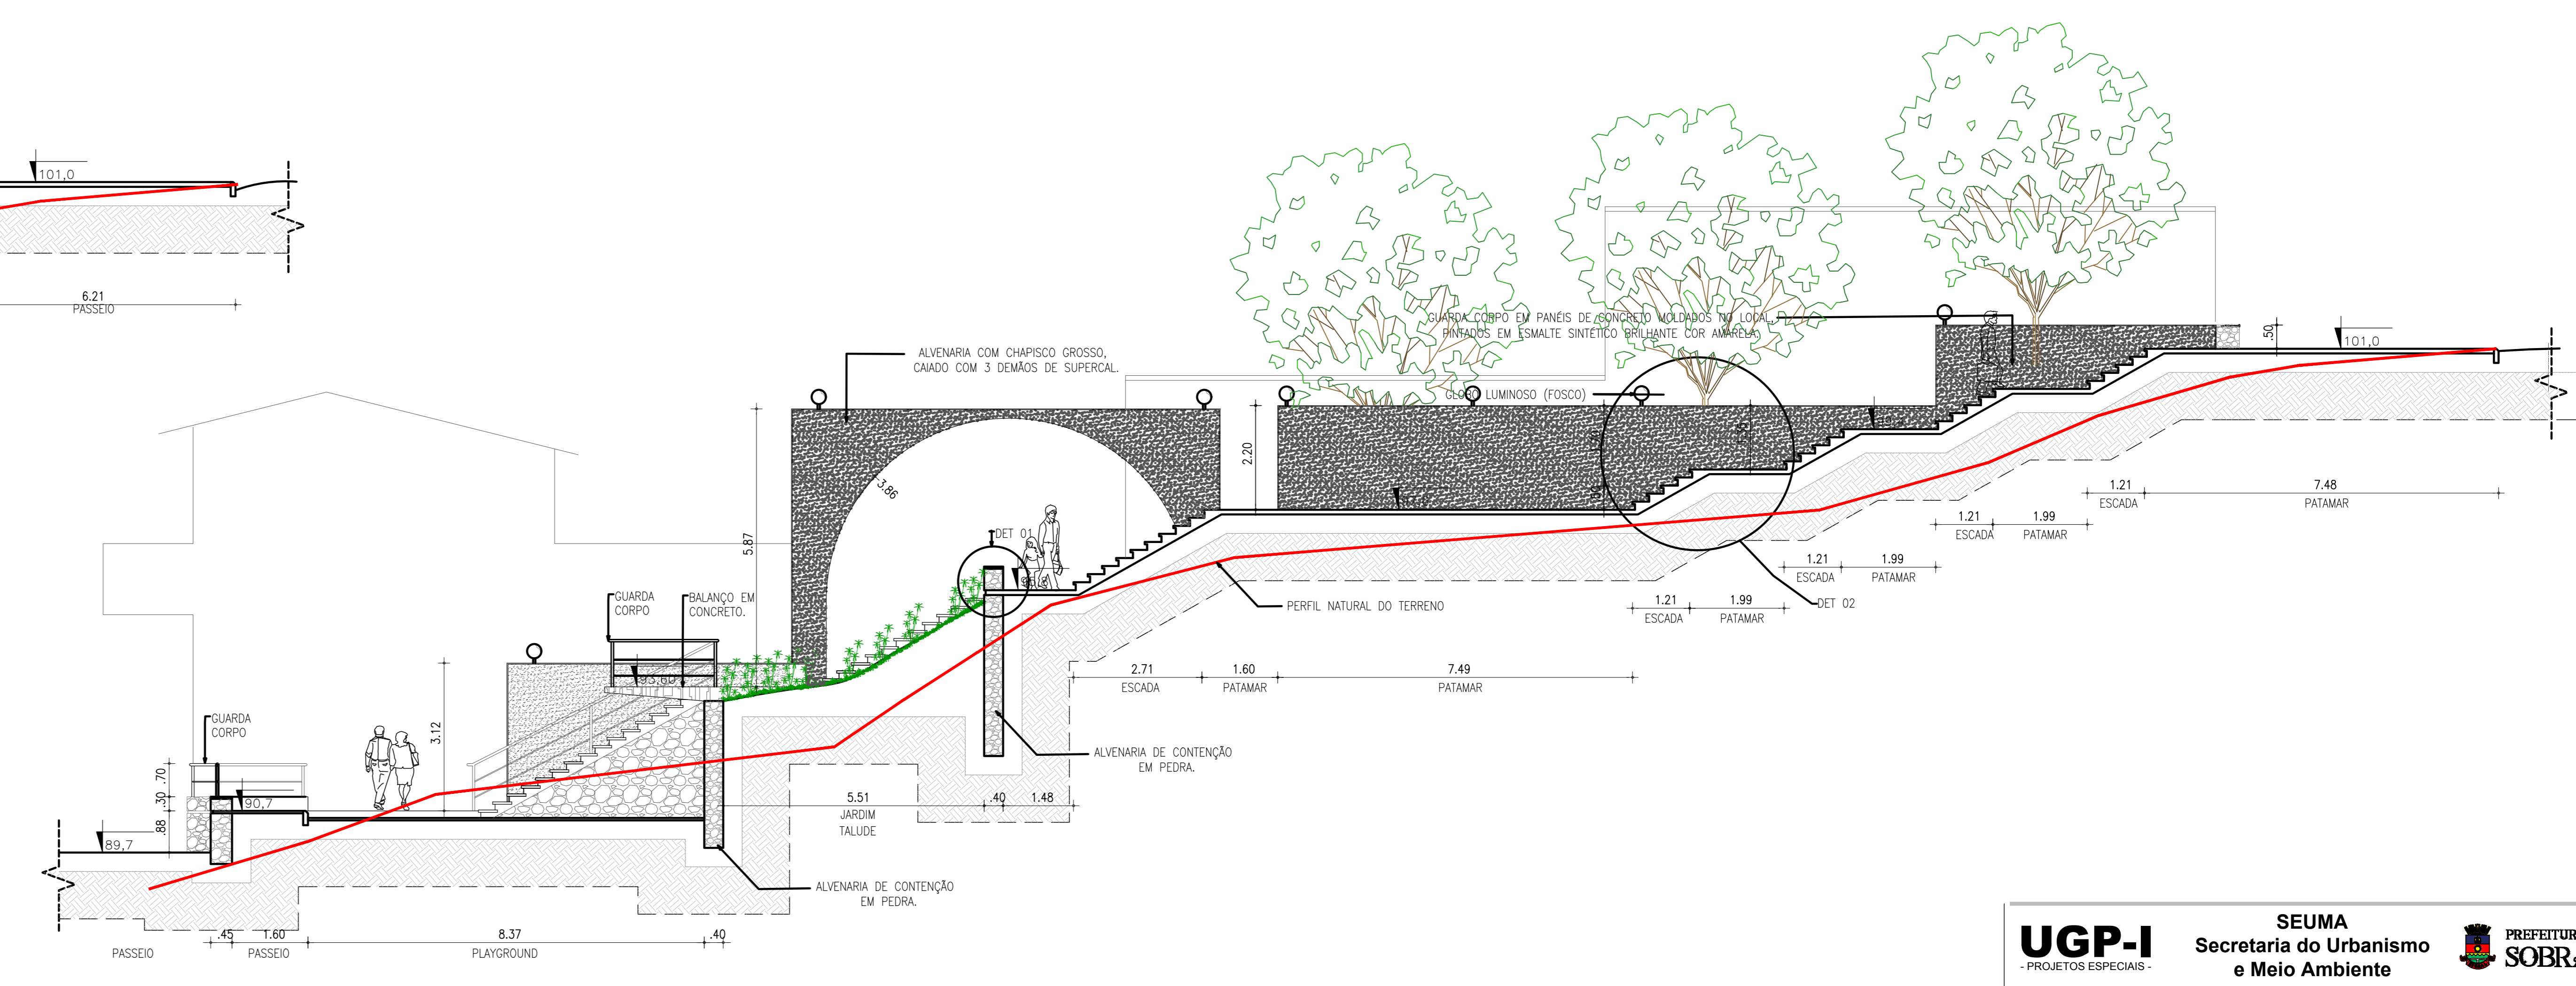 101,0
6.21
PASSEIO
GUARDA CORPO EM PANÉIS DE CONCRETO MOLDADOS NO LOCAL,
PINTADOS EM ESMALTE SINTÉTICO BRILHANTE COR AMARELA.
.50
101,0
ALVENARIA COM CHAPISCO GROSSO,
CAIADO COM 3 DEMÃOS DE SUPERCAL.
GLOBO LUMINOSO (FOSCO)
2.20
5.87
3.86
DET 01
1.21
ESCADA
7.48
PATAMAR
1.21
ESCADA
1.99
PATAMAR
1.21
ESCADA
1.99
PATAMAR
1.21
ESCADA
1.99
PATAMAR
DET 02
PERFIL NATURAL DO TERRENO
GUARDA
CORPO
BALANÇO EM
CONCRETO.
93,60
2.71
ESCADA
1.60
PATAMAR
7.49
PATAMAR
GUARDA
CORPO
3.12
.70
.30
.88
90,7
89,7
ALVENARIA DE CONTENÇÃO
EM PEDRA.
5.51
JARDIM
TALUDE
.40
1.48
ALVENARIA DE CONTENÇÃO
EM PEDRA.
PASSEIO
.45
1.60
PASSEIO
8.37
PLAYGROUND
.40
UGP-I
- PROJETOS ESPECIAIS -
SEUMA
Secretaria do Urbanismo
e Meio Ambiente
PREFEITUR
SOBR